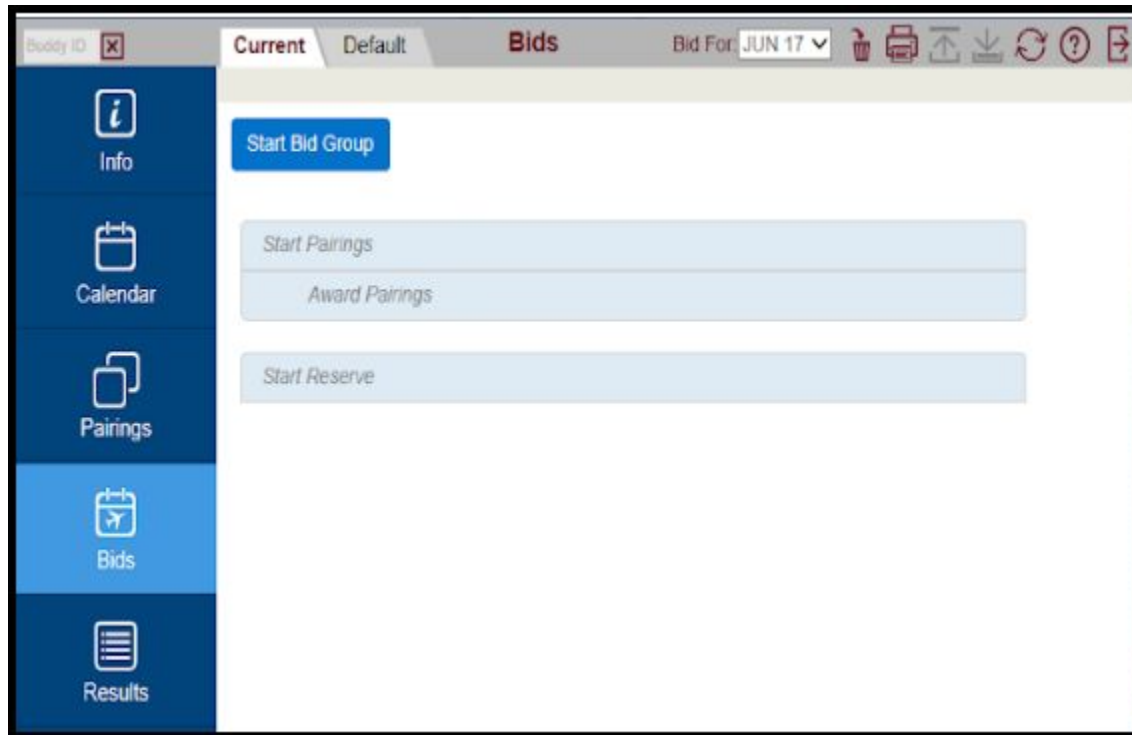 Buddy ID Current Default Bids Bid For: JUN 17
Info
Start Bid Group
Calendar
Start Pairings
Award Pairings
Start Reserve
Pairings
Bids
Results